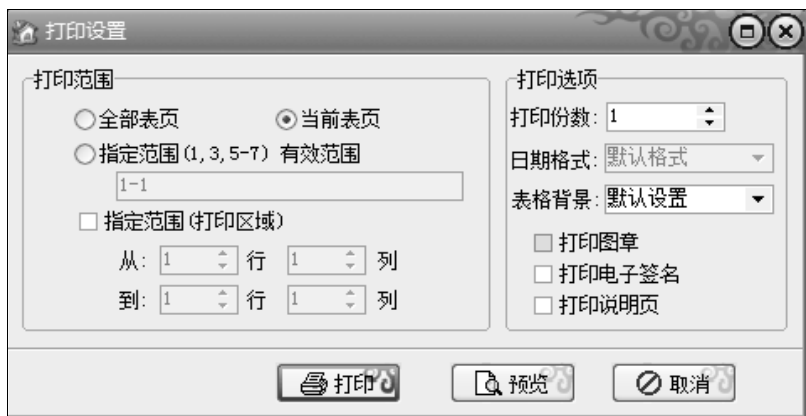 打印设置
打印范围
全部表页 当前表页
指定范围(1,3,5-7) 有效范围
1-1
指定范围(打印区域)
从: 1 行 1 列
到: 1 行 1 列
打印选项
打印份数: 1
日期格式: 默认格式
表格背景: 默认设置
打印图章
打印电子签名
打印说明页
打印 预览 取消